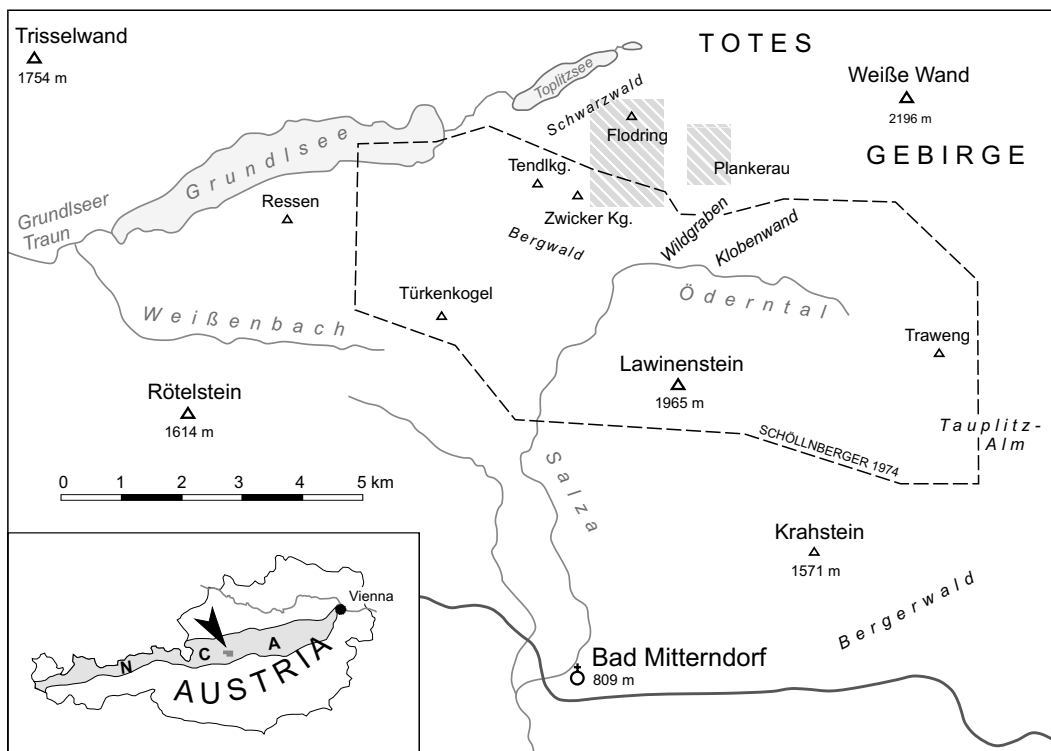 Trisselwand
1754 m
TOTES
Weiße Wand
2196 m
GEBIRGE
Toplitzsee
Schwarzwald
Flodring
Plankerau
Grundlsee
Tendlkg.
Zwicker Kg.
Ressen
Grundlseer
Traun
Bergwald
Wildgraben
Klobenwand
Öderntal
Türkenkogel
Weißenbach
Traweng
Lawinenstein
1965 m
Rötelstein
1614 m
Tauplitz-
Alm
SCHÖLLNBERGER 1974
Salza
0 1 2 3 4 5 km
Krahstein
1571 m
Bergerwald
Bad Mitterndorf
809 m
Vienna
N C A
AUSTRIA